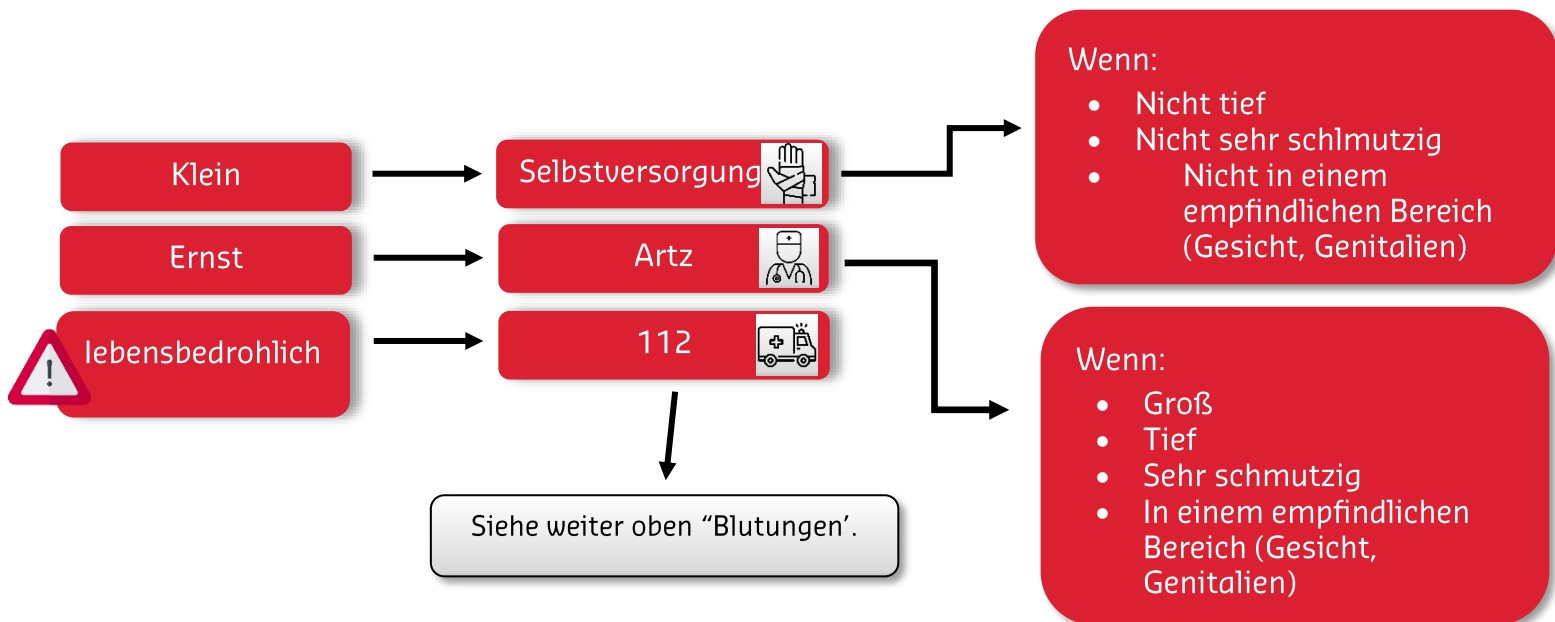 Klein
Selbstversorgung
Wenn:
• Nicht tief
• Nicht sehr schlmutzig
• Nicht in einem
empfindlichen Bereich
(Gesicht, Genitalien)
Ernst
Artz
Wenn:
• Groß
• Tief
• Sehr schmutzig
• In einem empfindlichen
Bereich (Gesicht,
Genitalien)
!
lebensbedrohlich
112
Siehe weiter oben “Blutungen’.